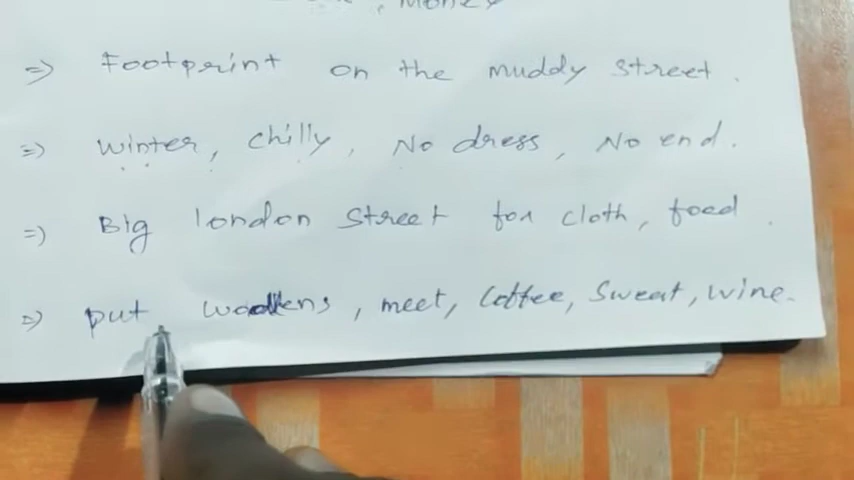 , Money
=> Footprint on the muddy street.
=> Winter, Chilly, No dress, No end.
=> Big london street for cloth, food.
=> put woollens, meet, Coffee, Sweat, wine.